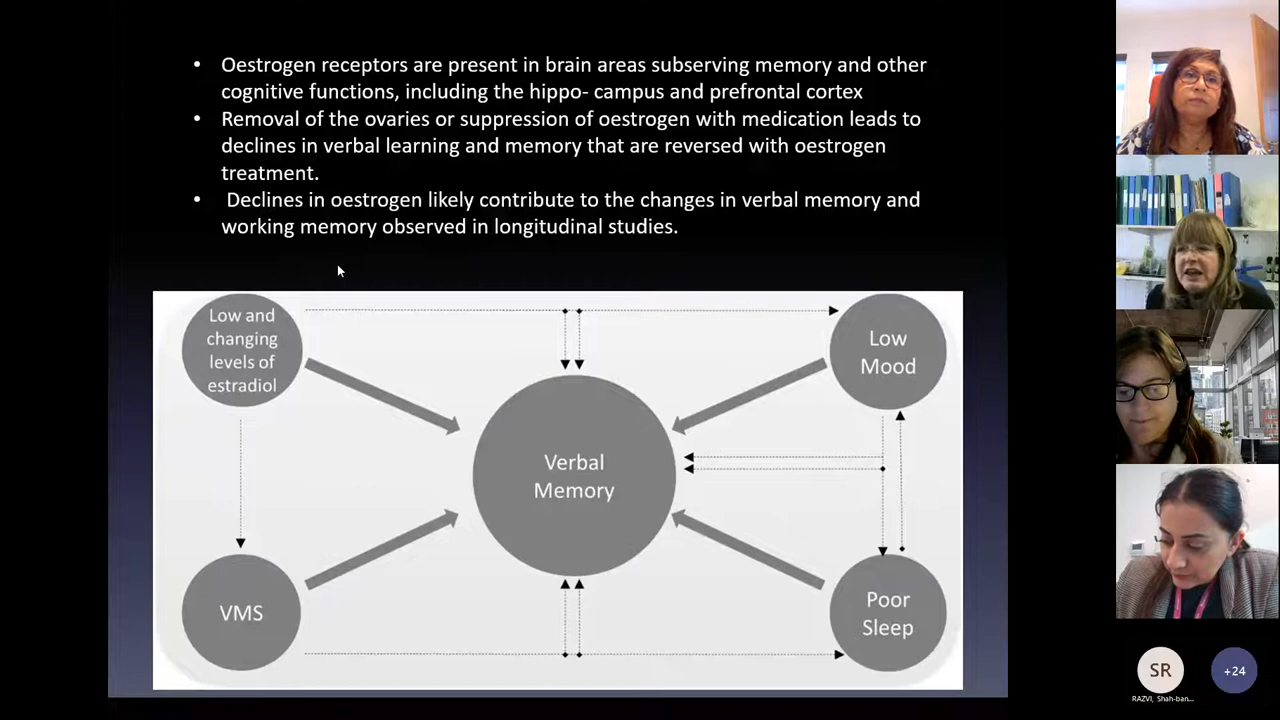 • Oestrogen receptors are present in brain areas subserving memory and other
cognitive functions, including the hippo- campus and prefrontal cortex
• Removal of the ovaries or suppression of oestrogen with medication leads to
declines in verbal learning and memory that are reversed with oestrogen
treatment.
• Declines in oestrogen likely contribute to the changes in verbal memory and
working memory observed in longitudinal studies.
Low and
changing
levels of
estradiol
Low
Mood
Verbal
Memory
VMS
Poor
Sleep
SR
+24
RAZVI, Shah-ban...